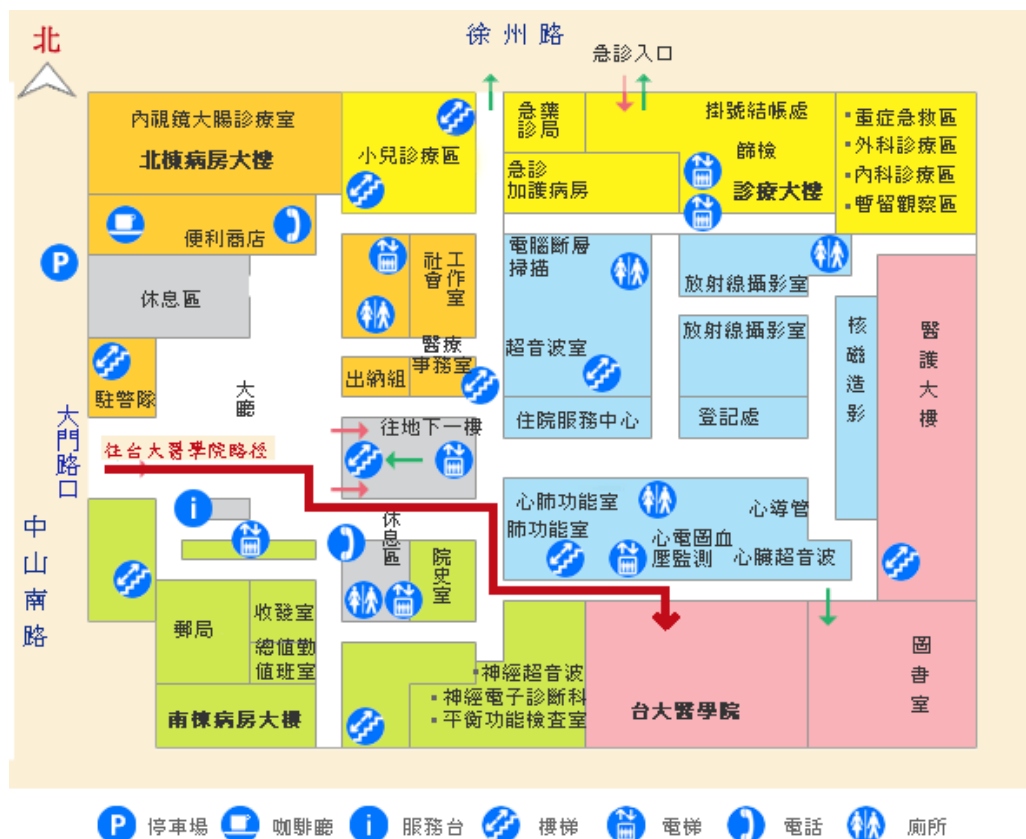 徐州路
北
急診入口
內視鏡大腸診療室
北棟病房大樓
小兒診療區
急藥
診局
掛號結帳處
篩檢
急診
加護病房
診療大樓
▪重症急救區
▪外科診療區
▪內科診療區
▪暫留觀察區
P
便利商店
休息區
社會
工作室
電腦斷層
掃描
放射線攝影室
放射線攝影室
核磁造影
醫護大樓
醫療
事務室
超音波室
駐警隊
大廳
出納組
住院服務中心
登記處
大門路口
往地下一樓
往台大醫學院路徑
中山南路
i
休息區
心肺功能室
肺功能室
心導管
心電圖血
壓監測
心臟超音波
院史室
郵局
收發室
總值勤
值班室
南棟病房大樓
▪神經超音波
▪神經電子診斷科
▪平衡功能檢查室
台大醫學院
圖書室
P 停車場
咖啡廳
i 服務台
樓梯
電梯
電話
廁所